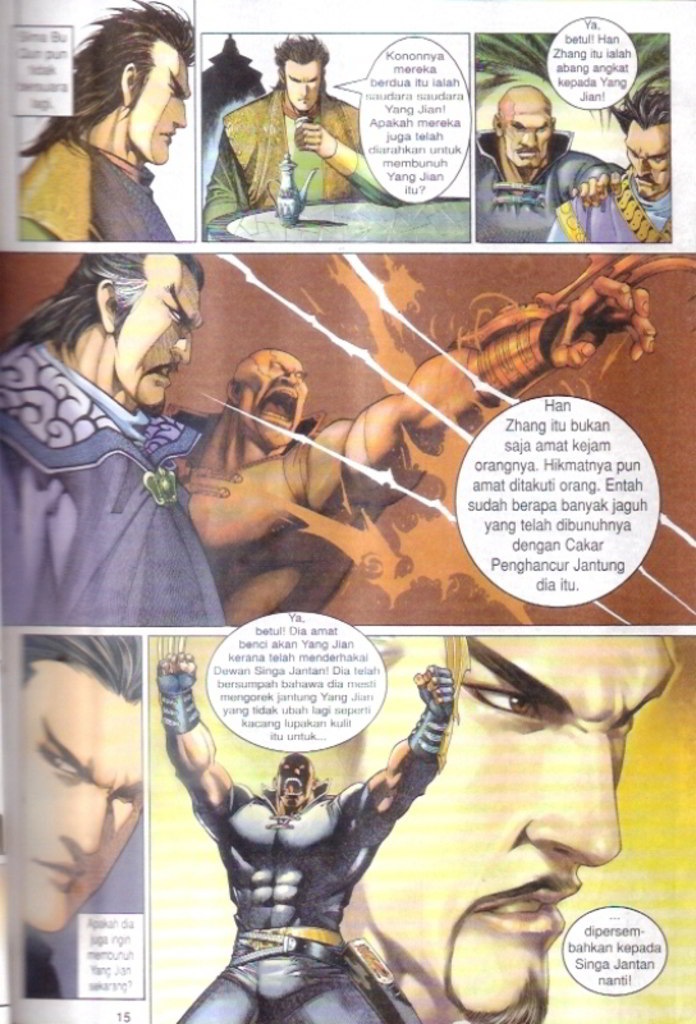 Sima Bu
Gun pun
tidak
lagi.
Kononnya
mereka
berdua itu ialah
saudara saudara
Yang Jian!
Apakah mereka
juga telah
diarahkan untuk
membunuh
Yang Jian
itu?
Ya,
betul! Han
Zhang itu ialah
abang angkat
kepada Yang
Jian!
Han
Zhang itu bukan
saja amat kejam
orangnya. Hikmatnya pun
amat ditakuti orang. Entah
sudah berapa banyak jaguh
yang telah dibunuhnya
dengan Cakar
Penghancur Jantung
dia itu.
Ya,
betul! Dia amat
benci akan Yang Jian
kerana telah menderhakai
Dewan Singa Jantan! Dia telah
bersumpah bahawa dia mesti
mengorek jantung Yang Jian
yang tidak ubah lagi seperti
kacang lupakan kulit
itu untuk...
Apakah dia
juga ingin
membunuh
Yang Jian
sekarang?
...
dipersem-
bahkan kepada
Singa Jantan
nanti!
15